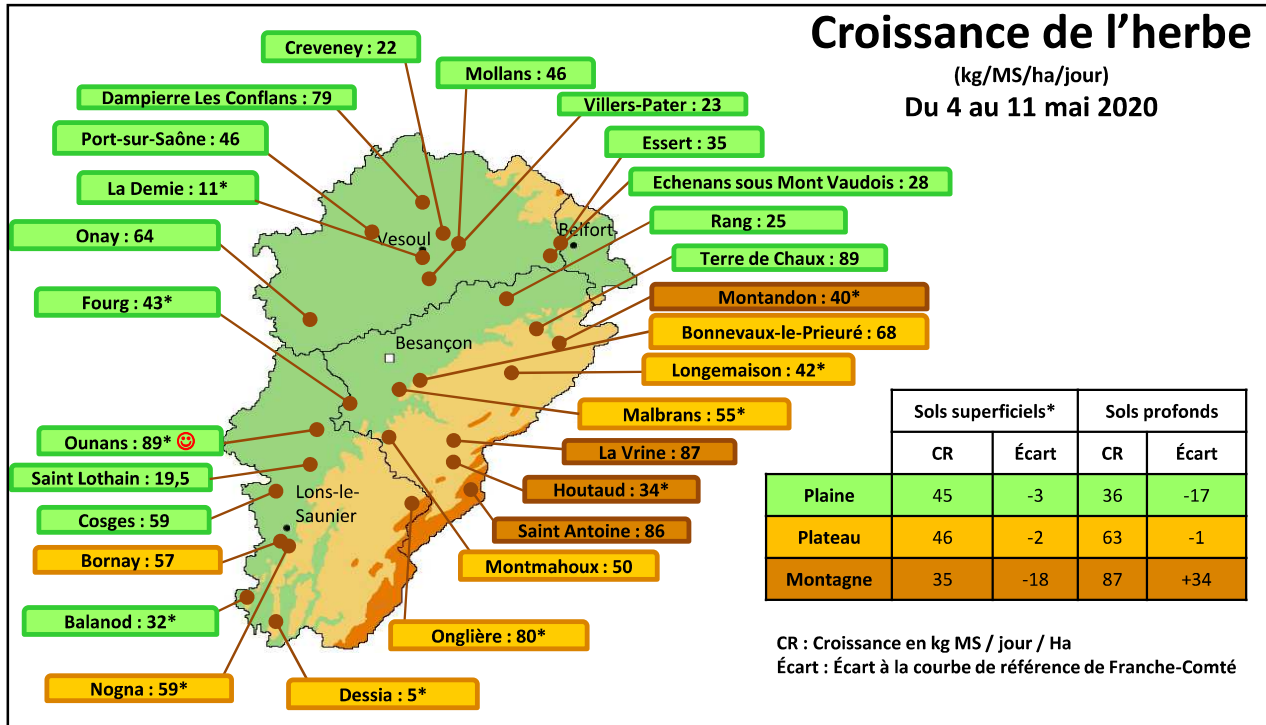 Croissance de l’herbe
(kg/MS/ha/jour)
Du 4 au 11 mai 2020
Creveney : 22
Mollans : 46
Dampierre Les Conflans : 79
Villers-Pater : 23
Port-sur-Saône : 46
Essert : 35
La Demie : 11*
Echenans sous Mont Vaudois : 28
Rang : 25
Onay : 64
Vesoul
Belfort
Terre de Chaux : 89
Fourg : 43*
Montandon : 40*
Bonnevaux-le-Prieuré : 68
Besançon
Longemaison : 42*
Malbrans : 55*
Ounans : 89*
La Vrine : 87
Saint Lothain : 19,5
Houtaud : 34*
Lons-le-
Saunier
Cosges : 59
Saint Antoine : 86
Bornay : 57
Montmahoux : 50
Balanod : 32*
Onglière : 80*
Nogna : 59*
Dessia : 5*
Sols superficiels* Sols profonds
CR Écart CR Écart
Plaine 45 -3 36 -17
Plateau 46 -2 63 -1
Montagne 35 -18 87 +34
CR : Croissance en kg MS / jour / Ha
Écart : Écart à la courbe de référence de Franche-Comté